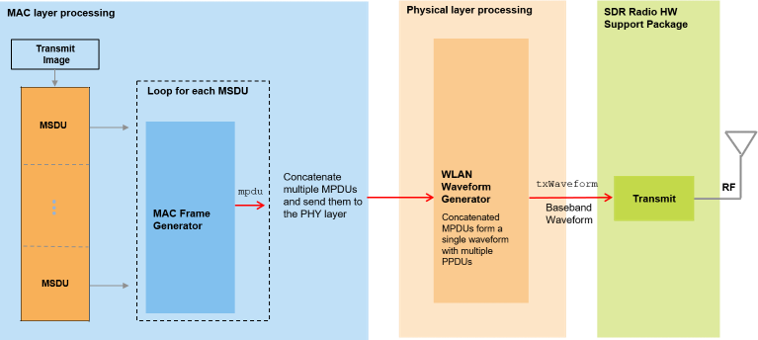 MAC layer processing
Transmit
Image
MSDU
MSDU
Loop for each MSDU
MAC Frame
Generator
mpdu
Concatenate
multiple MPDUs
and send them to
the PHY layer
Physical layer processing
WLAN
Waveform
Generator
Concatenated
MPDUs form a
single waveform
with multiple
PPDUs
txWaveform
Baseband
Waveform
SDR Radio HW
Support Package
Transmit
RF